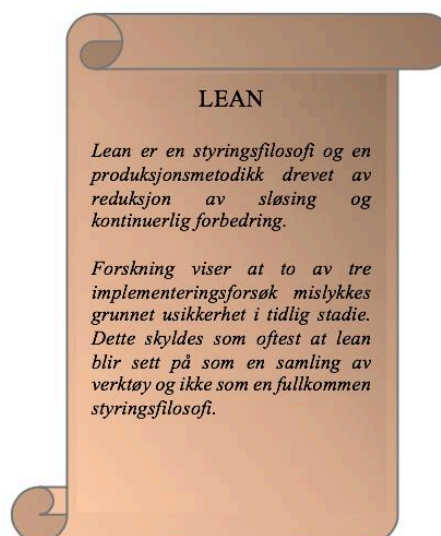 LEAN
Lean er en styringsfilosofi og en
produksjonsmetodikk drevet av
reduksjon av sløsing og
kontinuerlig forbedring.
Forskning viser at to av tre
implementeringsforsøk mislykkes
grunnet usikkerhet i tidlig stadie.
Dette skyldes som oftest at lean
blir sett på som en samling av
verktøy og ikke som en fullkommen
styringsfilosofi.